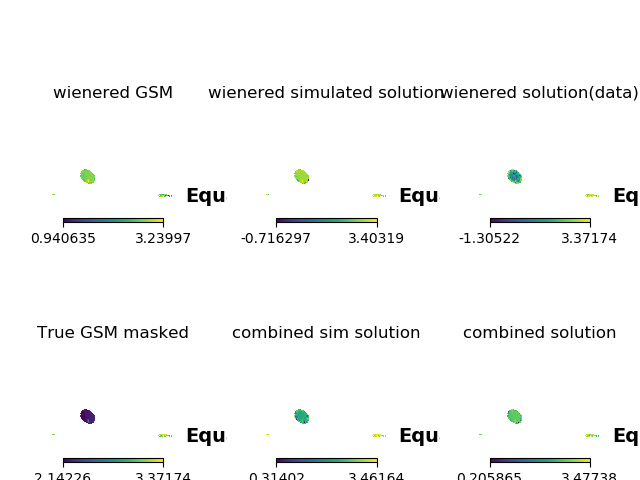 wienered GSM wienered simulated solution wienered solution(data)
Equ Equ Eq
0.940635 3.23997 -0.716297 3.40319 -1.30522 3.37174
True GSM masked combined sim solution combined solution
Equ Equ Eq
2.14226 3.37174 0.31402 3.46164 0.205865 3.47738